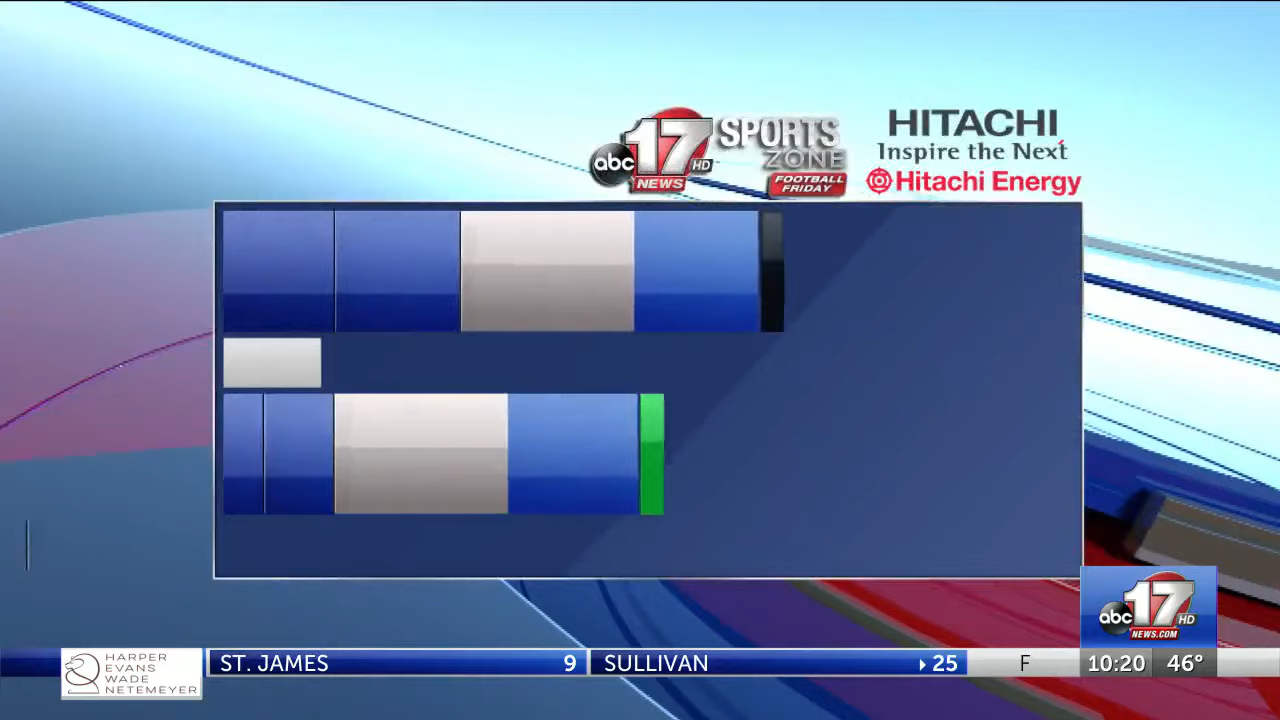 abc 17 HD NEWS
SPORTS ZONE
FOOTBALL FRIDAY
HITACHI
Inspire the Next
Hitachi Energy
abc 17 HD
NEWS.COM
HARPER
EVANS
WADE
NETEMEYER
ST. JAMES 9 SULLIVAN 25 F 10:20 46°